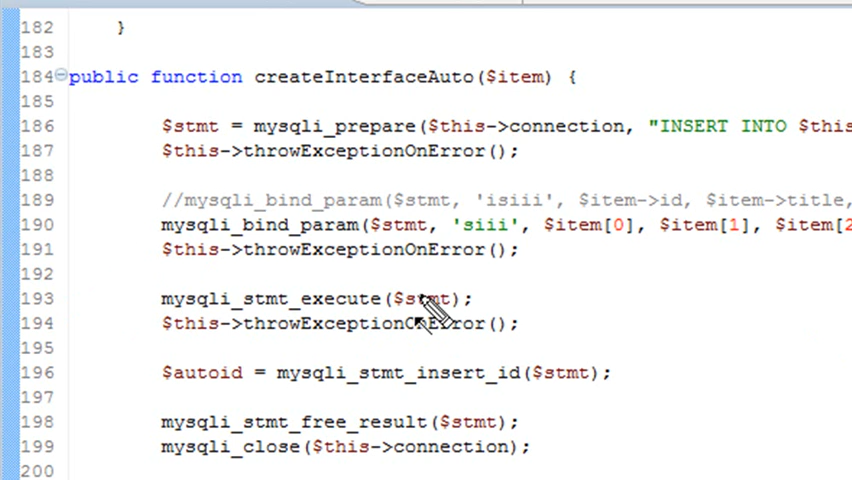 182 }
183
184 public function createInterfaceAuto($item) {
185
186 $stmt = mysqli_prepare($this->connection, "INSERT INTO $this
187 $this->throwExceptionOnError();
188
189 //mysqli_bind_param($stmt, 'isiii', $item->id, $item->title,
190 mysqli_bind_param($stmt, 'siii', $item[0], $item[1], $item[2
191 $this->throwExceptionOnError();
192
193 mysqli_stmt_execute($stmt);
194 $this->throwExceptionOnError();
195
196 $autoid = mysqli_stmt_insert_id($stmt);
197
198 mysqli_stmt_free_result($stmt);
199 mysqli_close($this->connection);
200